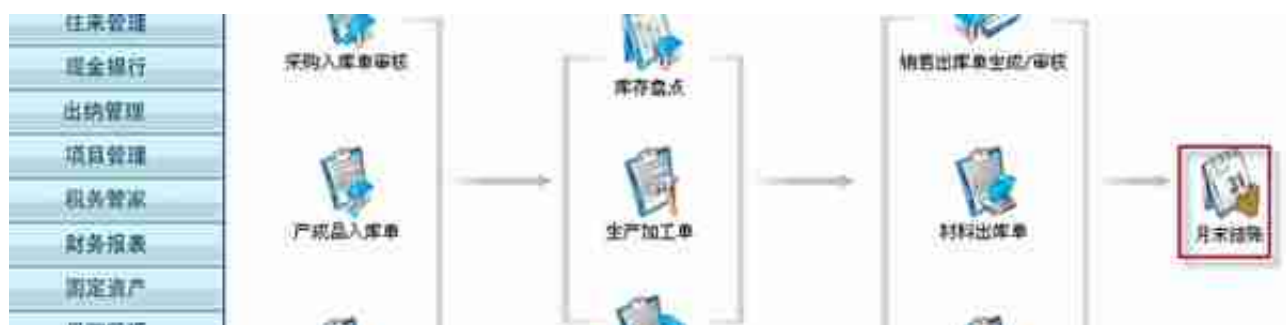 往来管理
现金银行
出纳管理
项目管理
税务管家
财务报表
固定资产
采购入库单审核
产成品入库单
库存盘点
生产加工单
销售出库单生成/审核
材料出库单
31
月末结账